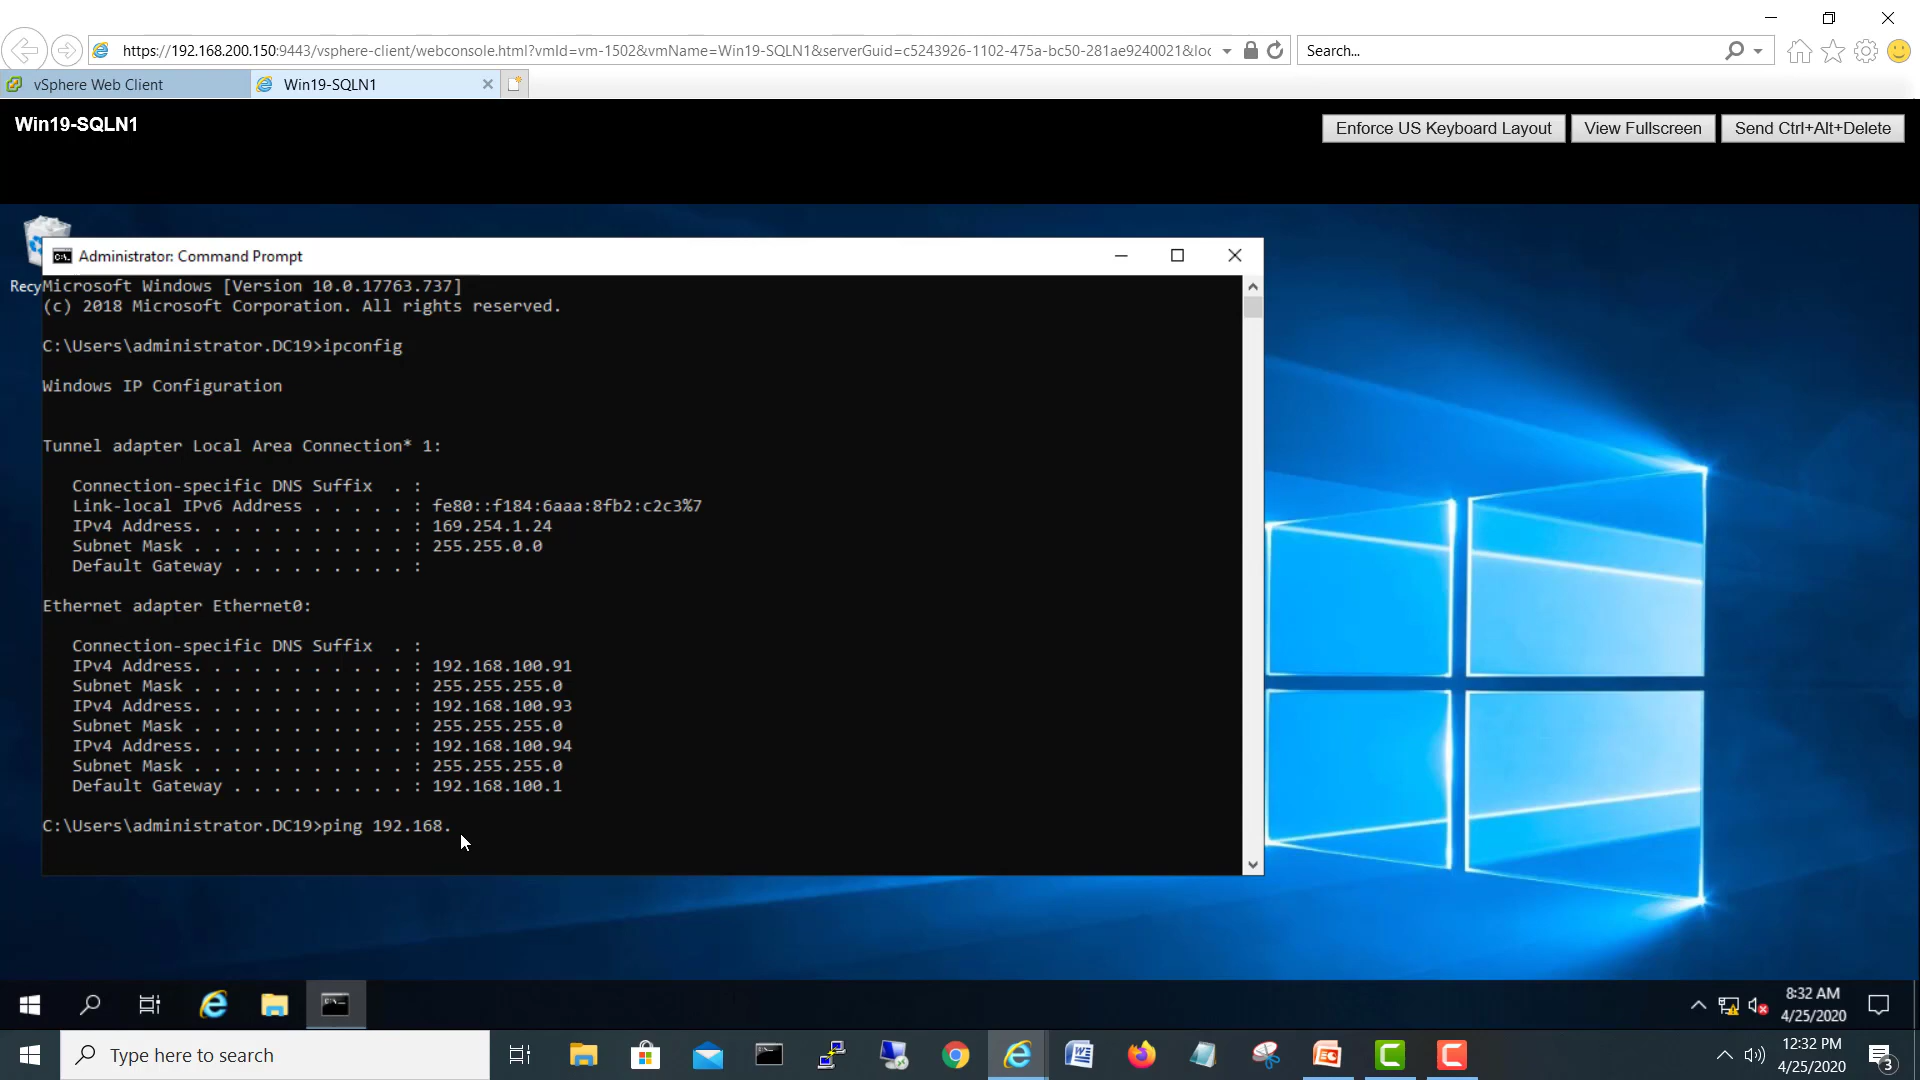 https://192.168.200.150:9443/vsphere-client/webconsole.html?vmId=vm-1502&vmName=Win19-SQLN1&serverGuid=c5243926-1102-475a-bc50-281ae9240021&loc
Search...
vSphere Web Client
Win19-SQLN1
Win19-SQLN1
Enforce US Keyboard Layout
View Fullscreen
Send Ctrl+Alt+Delete
Recy
Administrator: Command Prompt
Microsoft Windows [Version 10.0.17763.737]
(c) 2018 Microsoft Corporation. All rights reserved.
C:\Users\administrator.DC19>ipconfig
Windows IP Configuration
Tunnel adapter Local Area Connection* 1:
Connection-specific DNS Suffix  . :
Link-local IPv6 Address . . . . . : fe80::f184:6aaa:8fb2:c2c3%7
IPv4 Address. . . . . . . . . . . : 169.254.1.24
Subnet Mask . . . . . . . . . . . : 255.255.0.0
Default Gateway . . . . . . . . . :
Ethernet adapter Ethernet0:
Connection-specific DNS Suffix  . :
IPv4 Address. . . . . . . . . . . : 192.168.100.91
Subnet Mask . . . . . . . . . . . : 255.255.255.0
IPv4 Address. . . . . . . . . . . : 192.168.100.93
Subnet Mask . . . . . . . . . . . : 255.255.255.0
IPv4 Address. . . . . . . . . . . : 192.168.100.94
Subnet Mask . . . . . . . . . . . : 255.255.255.0
Default Gateway . . . . . . . . . : 192.168.100.1
C:\Users\administrator.DC19>ping 192.168.
8:32 AM
4/25/2020
Type here to search
12:32 PM
4/25/2020
3